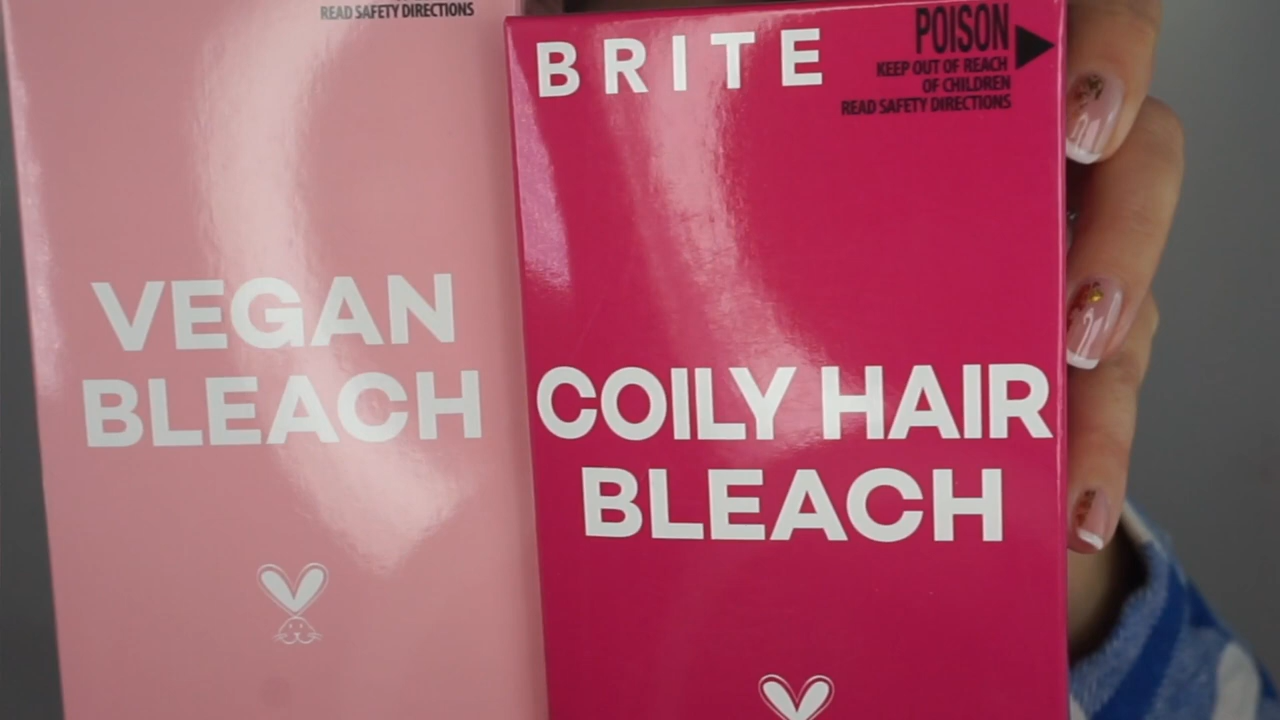 READ SAFETY DIRECTIONS
VEGAN
BLEACH
BRITE
POISON
KEEP OUT OF REACH
OF CHILDREN
READ SAFETY DIRECTIONS
COILY HAIR
BLEACH